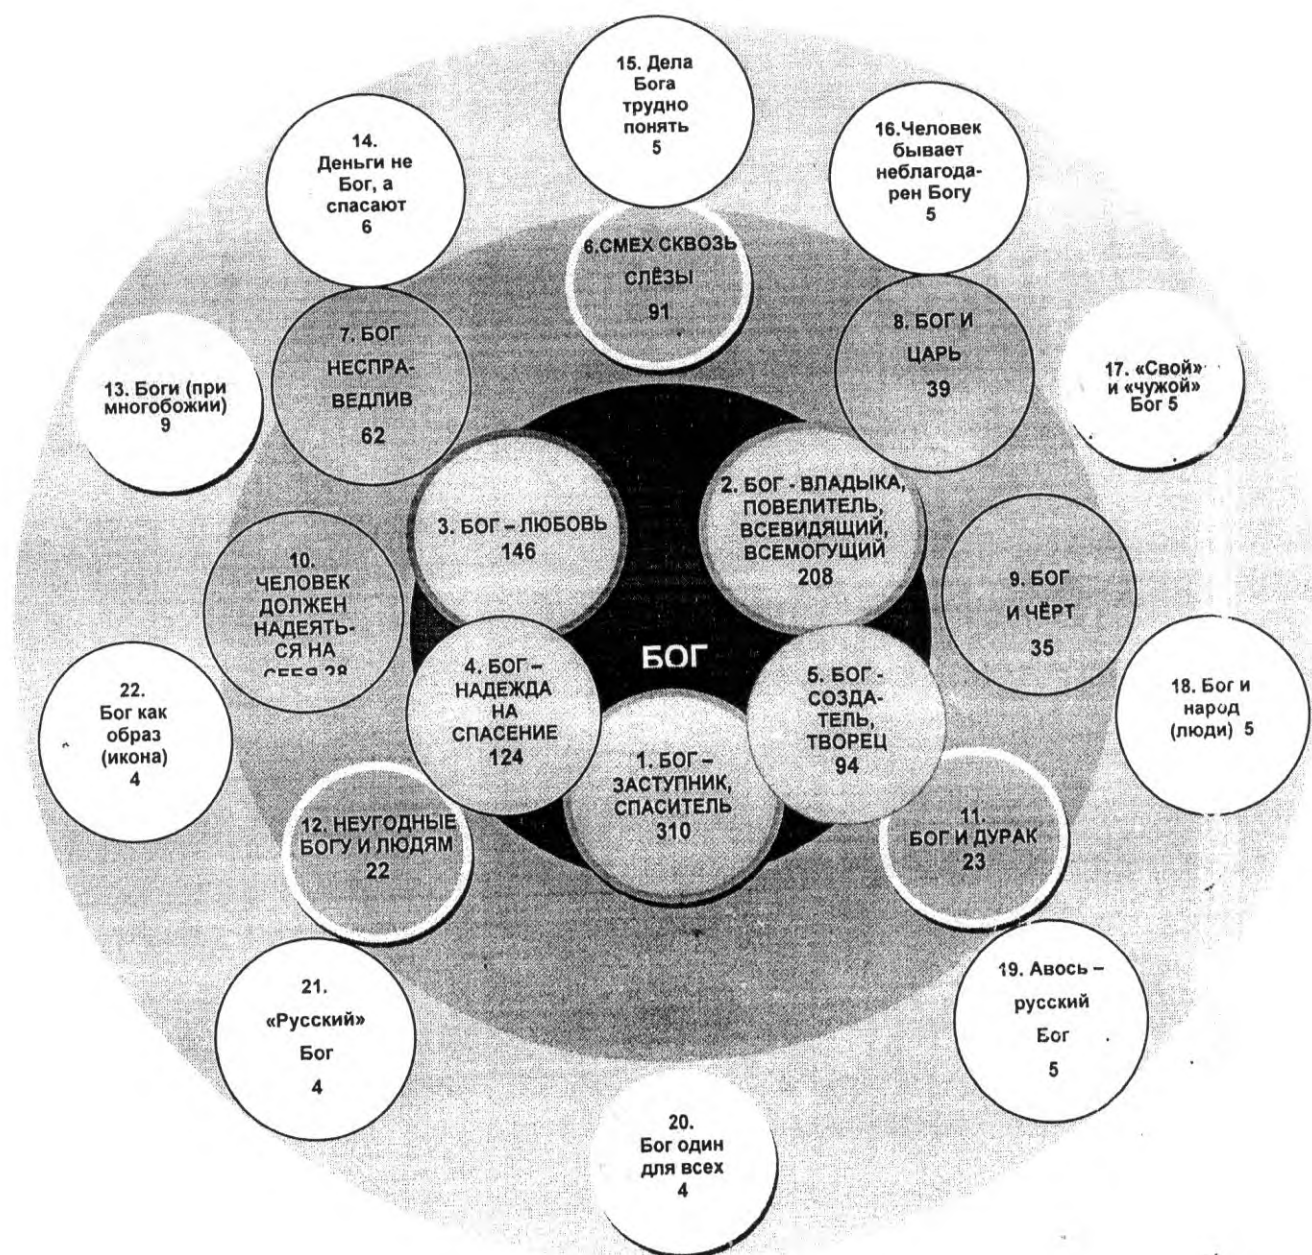 15. Дела
Бога
трудно
понять
5
14.
Деньги не
Бог, а
спасают
6
16.Человек
бывает
неблагода-
рен Богу
5
6.СМЕХ СКВОЗЬ
СЛЁЗЫ
91
7. БОГ
НЕСПРА-
ВЕДЛИВ
62
8. БОГ И
ЦАРЬ
39
13. Боги (при
многобожии)
9
17. «Свой»
и «чужой»
Бог 5
3. БОГ – ЛЮБОВЬ
146
2. БОГ - ВЛАДЫКА,
ПОВЕЛИТЕЛЬ,
ВСЕВИДЯЩИЙ,
ВСЕМОГУЩИЙ
208
10.
ЧЕЛОВЕК
ДОЛЖЕН
НАДЕЯТЬ-
СЯ НА
СЕБЯ 28
9. БОГ
И ЧЁРТ
35
БОГ
4. БОГ –
НАДЕЖДА
НА
СПАСЕНИЕ
124
5. БОГ -
СОЗДА-
ТЕЛЬ,
ТВОРЕЦ
94
1. БОГ –
ЗАСТУПНИК,
СПАСИТЕЛЬ
310
22.
Бог как
образ
(икона)
4
18. Бог и
народ
(люди) 5
12. НЕУГОДНЫЕ
БОГУ И ЛЮДЯМ
22
11.
БОГ И ДУРАК
23
21.
«Русский»
Бог
4
19. Авось –
русский
Бог
5
20.
Бог один
для всех
4